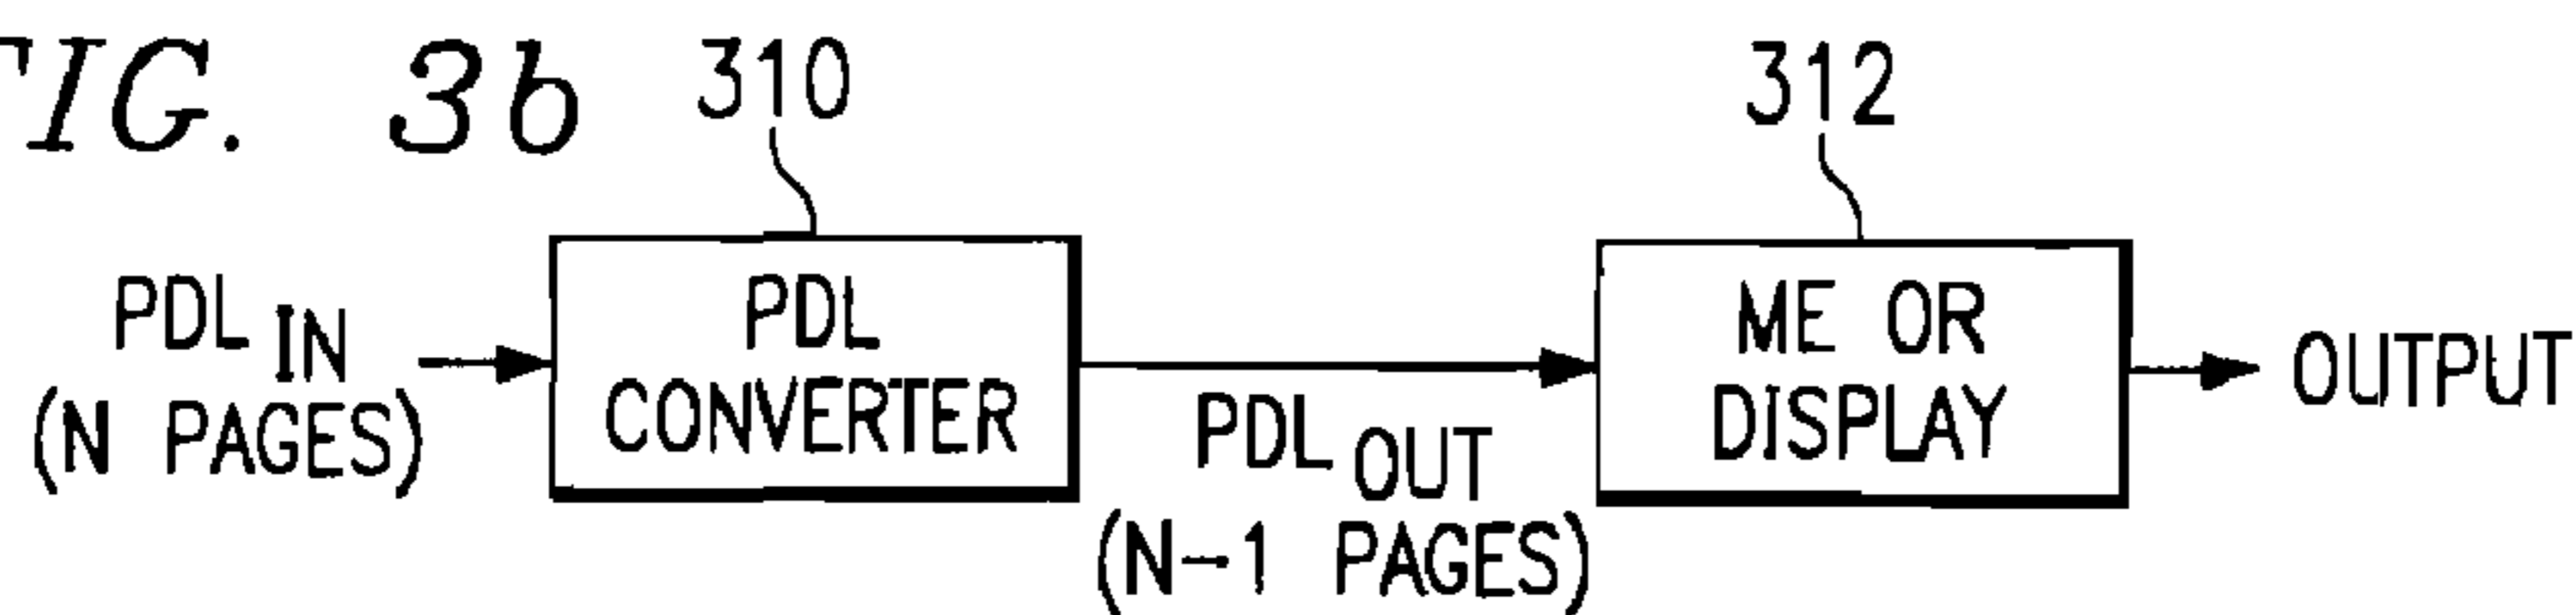 FIG. 3b
310
312
PDL IN
(N PAGES)
PDL
CONVERTER
PDL OUT
(N-1 PAGES)
ME OR
DISPLAY
OUTPUT